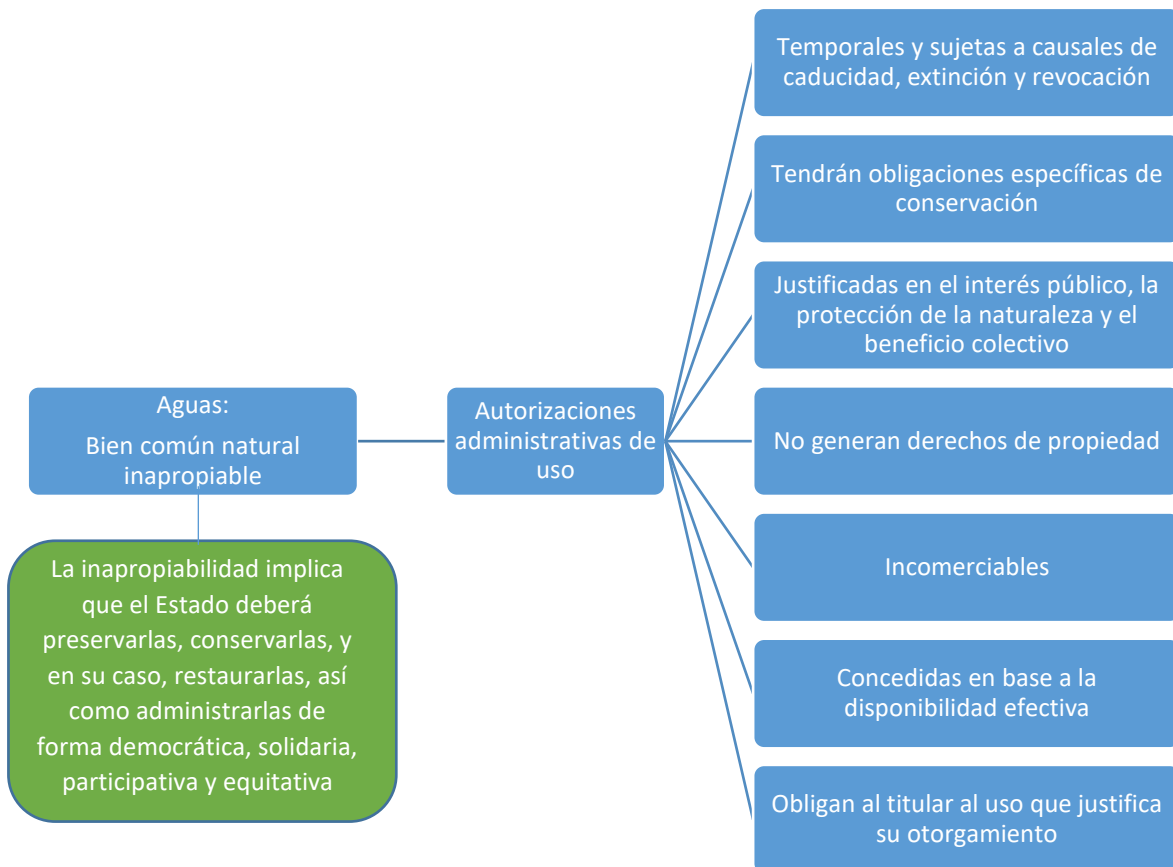 Aguas:
Bien común natural
inapropiable
La inapropiabilidad implica
que el Estado deberá
preservarlas, conservarlas, y
en su caso, restaurarlas, así
como administrarlas de
forma democrática, solidaria,
participativa y equitativa
Autorizaciones
administrativas de
uso
Temporales y sujetas a causales de
caducidad, extinción y revocación
Tendrán obligaciones específicas de
conservación
Justificadas en el interés público, la
protección de la naturaleza y el
beneficio colectivo
No generan derechos de propiedad
Incomerciables
Concedidas en base a la
disponibilidad efectiva
Obligan al titular al uso que justifica
su otorgamiento